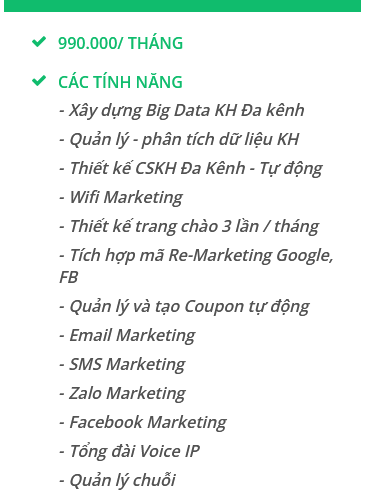 990.000/ THÁNG
CÁC TÍNH NĂNG
- Xây dựng Big Data KH Đa kênh
- Quản lý - phân tích dữ liệu KH
- Thiết kế CSKH Đa Kênh - Tự động
- Wifi Marketing
- Thiết kế trang chào 3 lần / tháng
- Tích hợp mã Re-Marketing Google,
FB
- Quản lý và tạo Coupon tự động
- Email Marketing
- SMS Marketing
- Zalo Marketing
- Facebook Marketing
- Tổng đài Voice IP
- Quản lý chuỗi